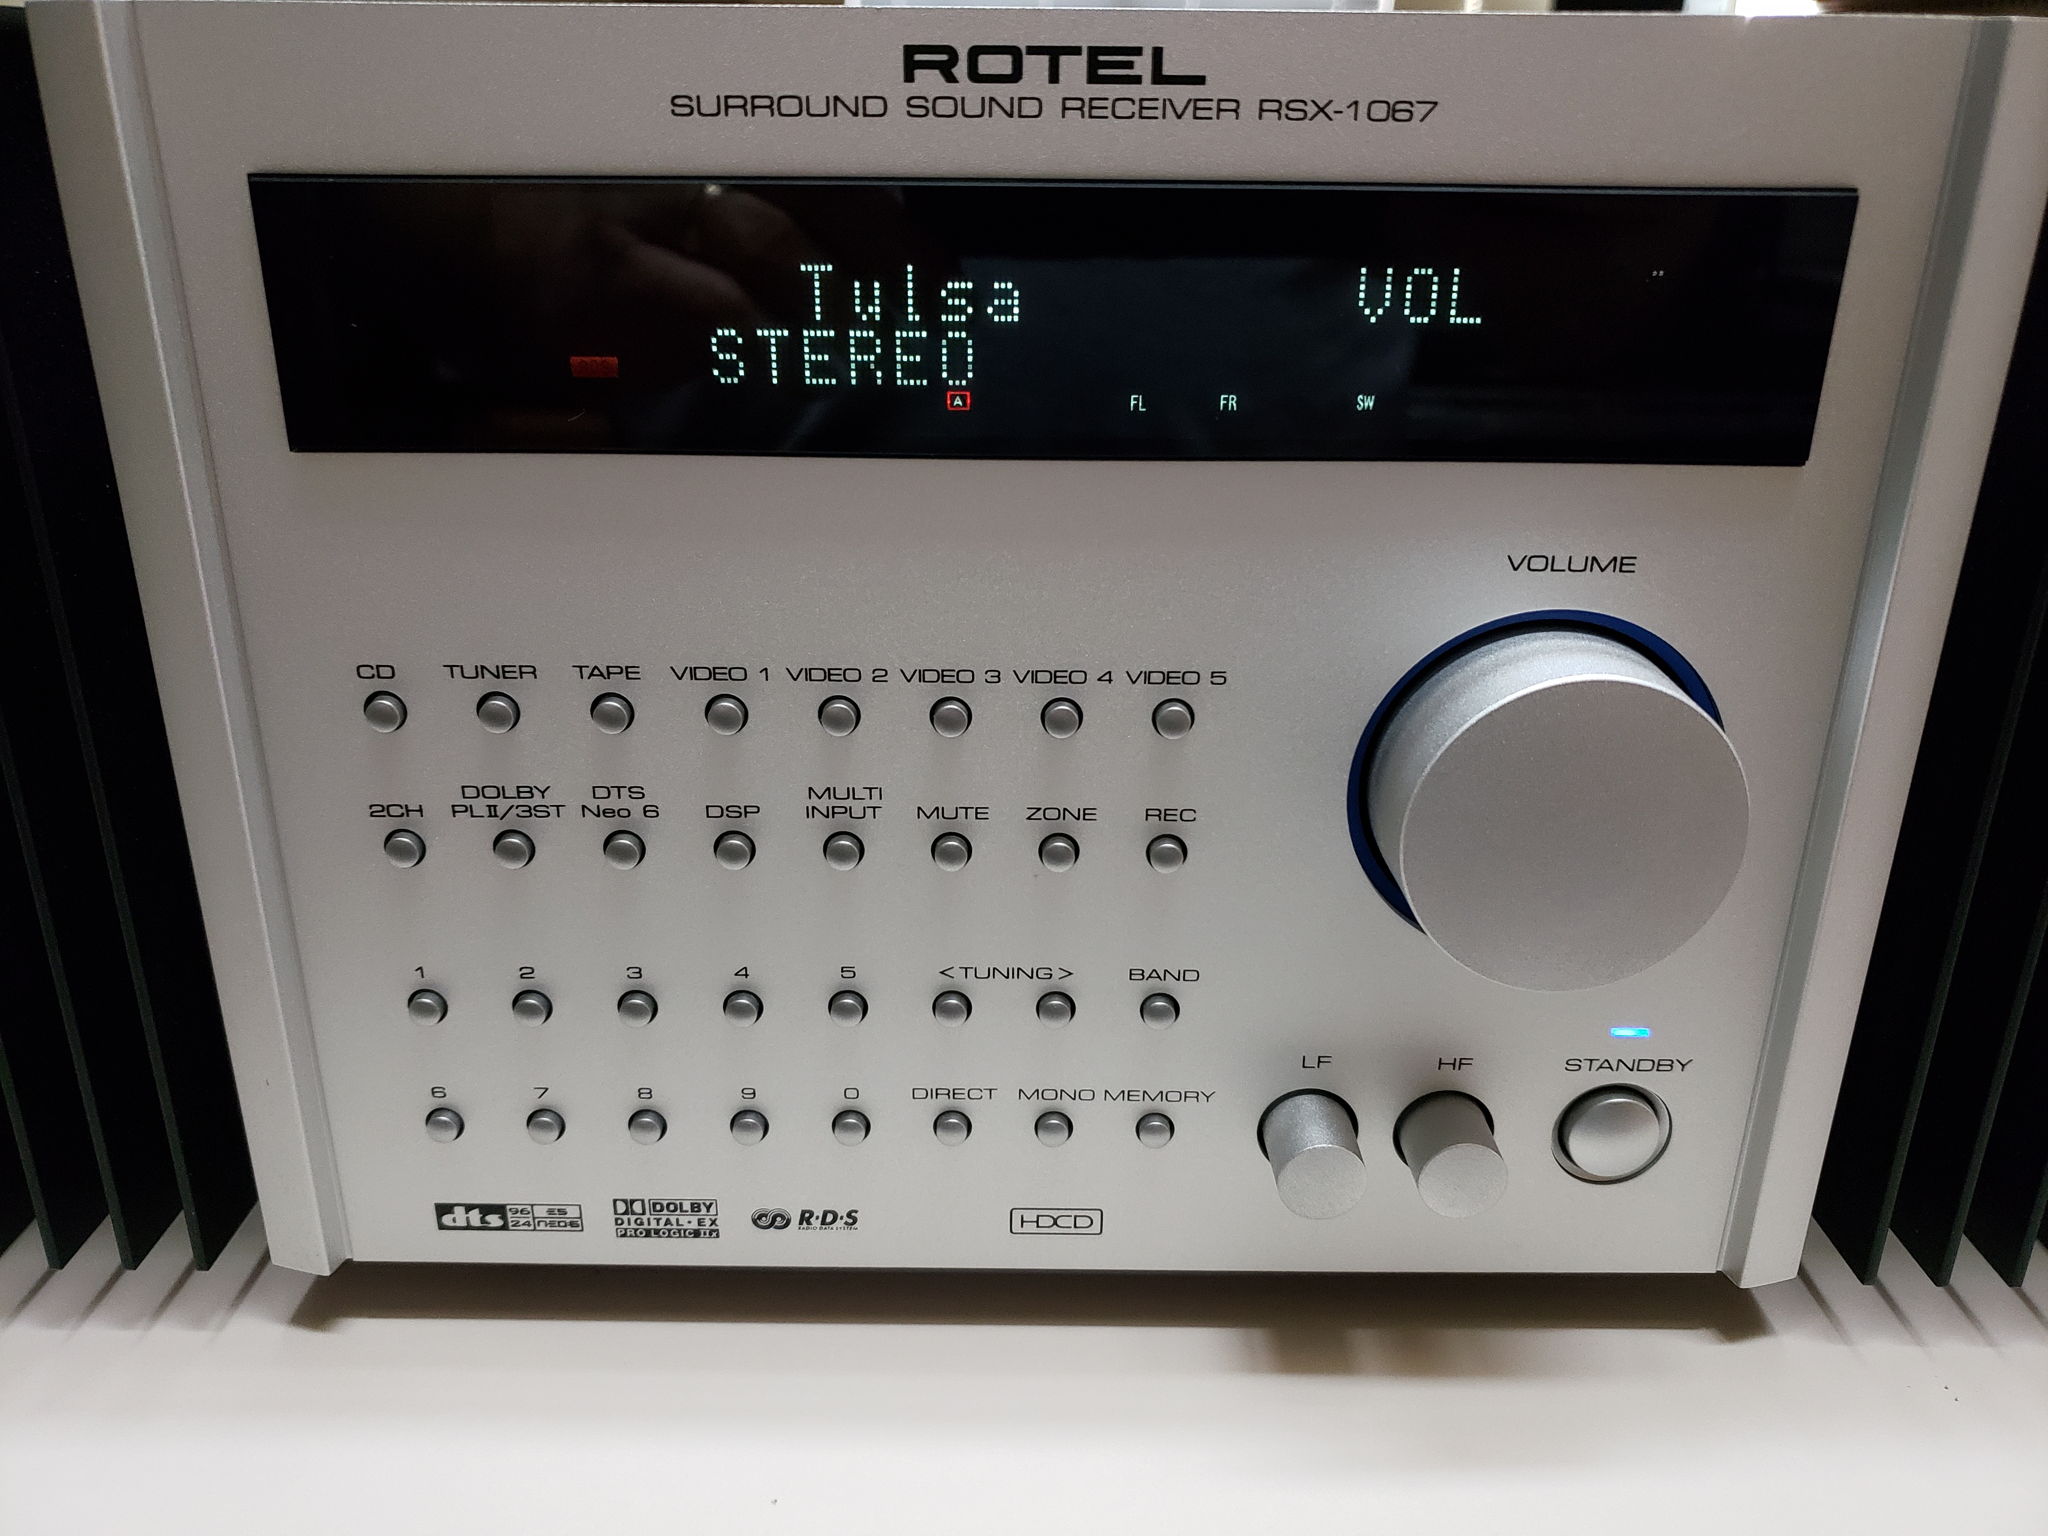 ROTEL
SURROUND SOUND RECEIVER RSX-1067
Tulsa VOL
STEREO
A FL FR SW
VOLUME
CD TUNER TAPE VIDEO 1 VIDEO 2 VIDEO 3 VIDEO 4 VIDEO 5
2CH DOLBY PLII/3ST DTS Neo 6 DSP MULTI INPUT MUTE ZONE REC
1 2 3 4 5 <TUNING> BAND
LF HF STANDBY
6 7 8 9 0 DIRECT MONO MEMORY
dts 96 24 ES NEO:6
DOLBY
DIGITAL·EX
PRO LOGIC IIx
R·D·S
RADIO DATA SYSTEM
HDCD